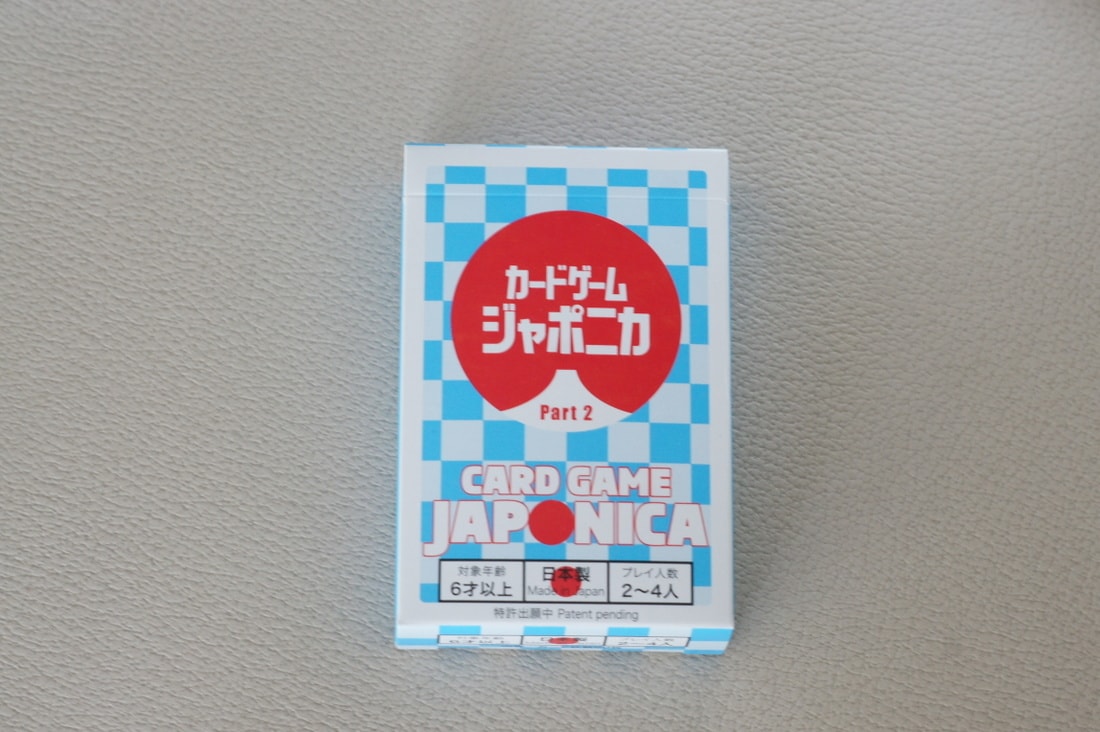 カードゲーム
ジャポニカ
Part 2
CARD GAME
JAPONICA
対象年齢
6才以上
日本製
Made in Japan
プレイ人数
2〜4人
特許出願中 Patent pending